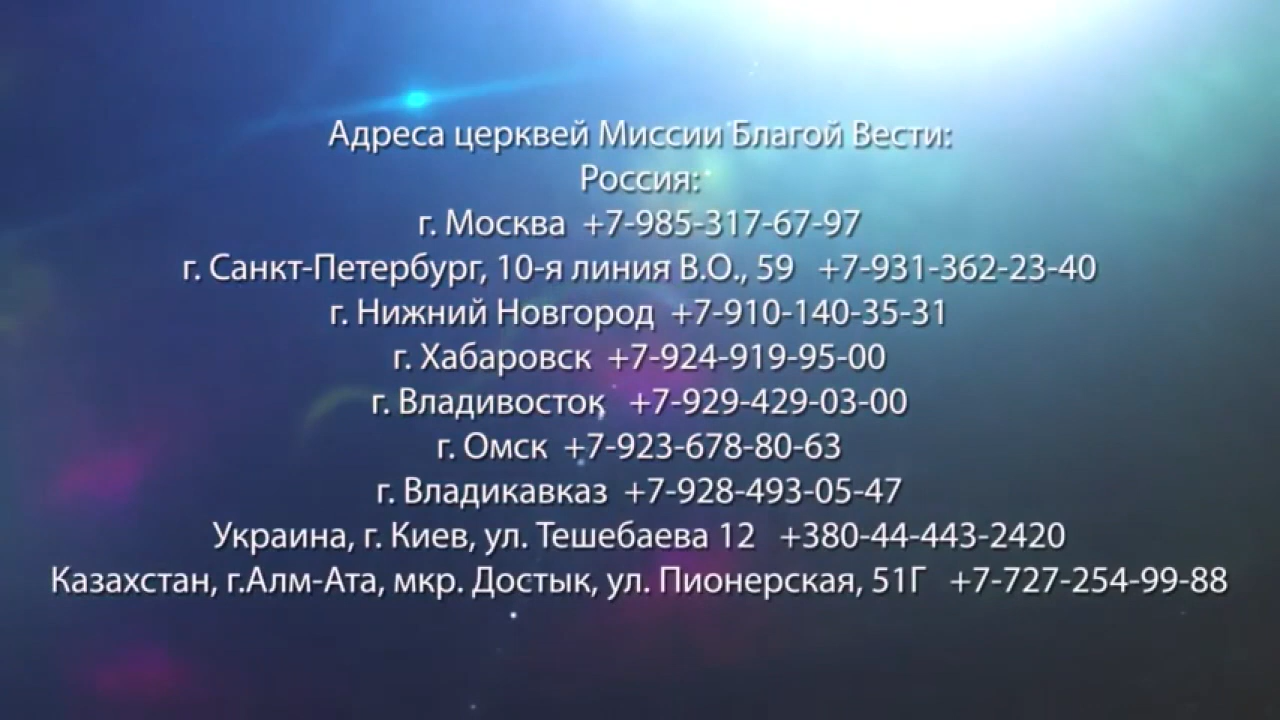 Адреса церквей Миссии Благой Вести:
Россия:
г. Москва +7-985-317-67-97
г. Санкт-Петербург, 10-я линия В.О., 59 +7-931-362-23-40
г. Нижний Новгород +7-910-140-35-31
г. Хабаровск +7-924-919-95-00
г. Владивосток +7-929-429-03-00
г. Омск +7-923-678-80-63
г. Владикавказ +7-928-493-05-47
Украина, г. Киев, ул. Тешебаева 12 +380-44-443-2420
Казахстан, г.Алм-Ата, мкр. Достык, ул. Пионерская, 51Г +7-727-254-99-88